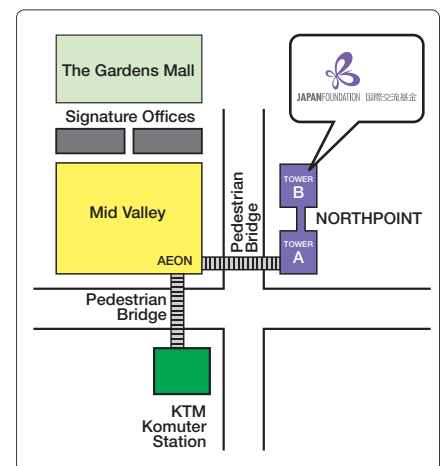 The Gardens Mall
JAPANFOUNDATION 国際交流基金
Signature Offices
Mid Valley
AEON
Pedestrian
Bridge
TOWER
B
NORTHPOINT
TOWER
A
Pedestrian
Bridge
KTM
Komuter
Station